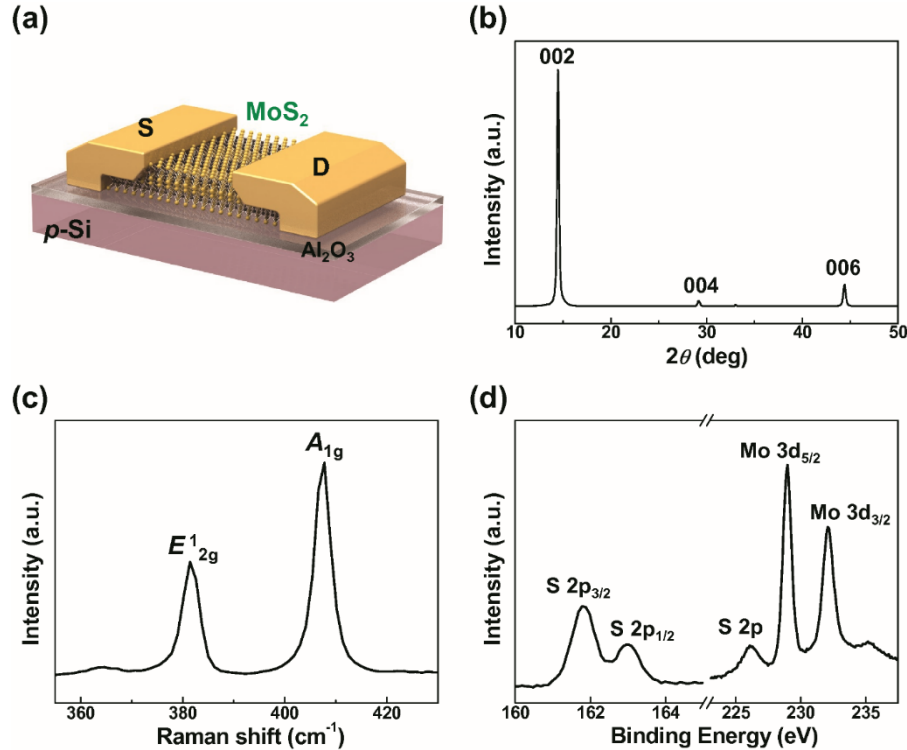 (a)
S
MoS₂
D
p-Si
Al₂O₃
(b)
002
004
006
Intensity (a.u.)
10 20 30 40 50
2θ (deg)
(c)
E¹₂g
A₁g
Intensity (a.u.)
360 380 400 420
Raman shift (cm⁻¹)
(d)
Mo 3d₅/₂
Mo 3d₃/₂
S 2p₃/₂
S 2p₁/₂
S 2p
Intensity (a.u.)
160 162 164 225 230 235
Binding Energy (eV)